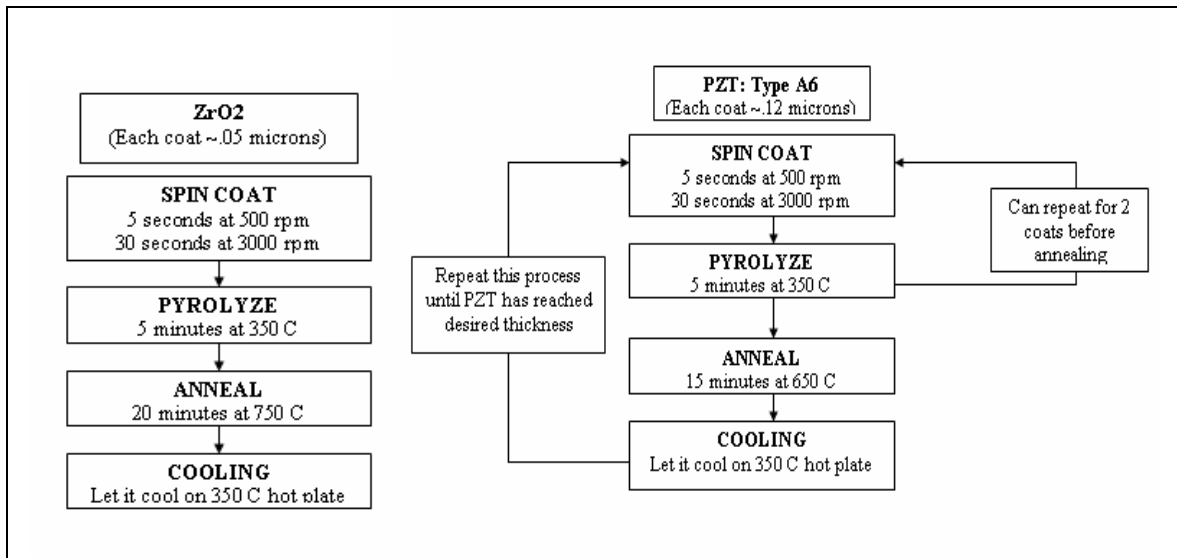 ZrO2
(Each coat ~.05 microns)
SPIN COAT
5 seconds at 500 rpm
30 seconds at 3000 rpm
PYROLYZE
5 minutes at 350 C
ANNEAL
20 minutes at 750 C
COOLING
Let it cool on 350 C hot plate
PZT: Type A6
(Each coat ~.12 microns)
SPIN COAT
5 seconds at 500 rpm
30 seconds at 3000 rpm
PYROLYZE
5 minutes at 350 C
ANNEAL
15 minutes at 650 C
COOLING
Let it cool on 350 C hot plate
Repeat this process
until PZT has reached
desired thickness
Can repeat for 2
coats before
annealing